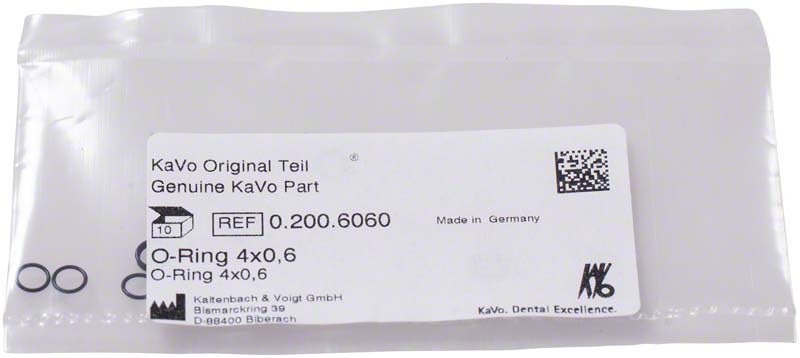 KaVo Original Teil ®
Genuine KaVo Part
10 REF 0.200.6060 Made in Germany
O-Ring 4x0,6
O-Ring 4x0,6
Kaltenbach & Voigt GmbH
Bismarckring 39
D-88400 Biberach
KaVo
KaVo. Dental Excellence.